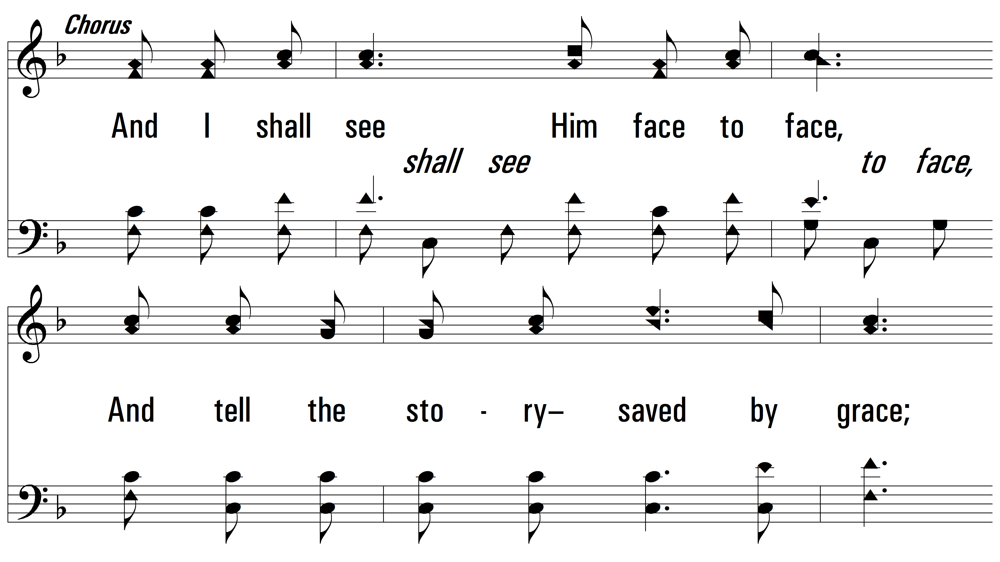 Chorus
And I shall see Him face to face,
shall see to face,
And tell the sto - ry– saved by grace;